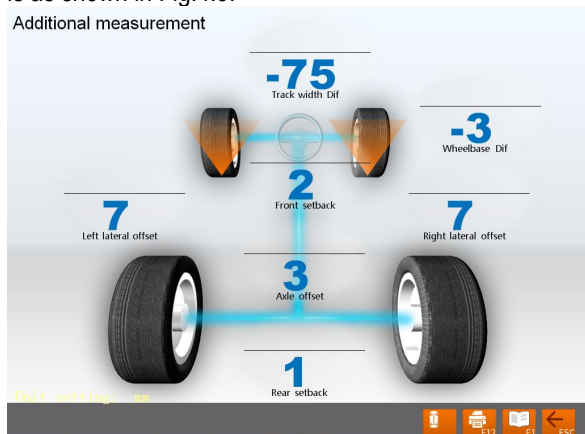 Additional measurement
-75
Track width Dif
-3
Wheelbase Dif
2
Front setback
7
Left lateral offset
7
Right lateral offset
3
Axle offset
1
Rear setback
mm
F12
F1
ESC